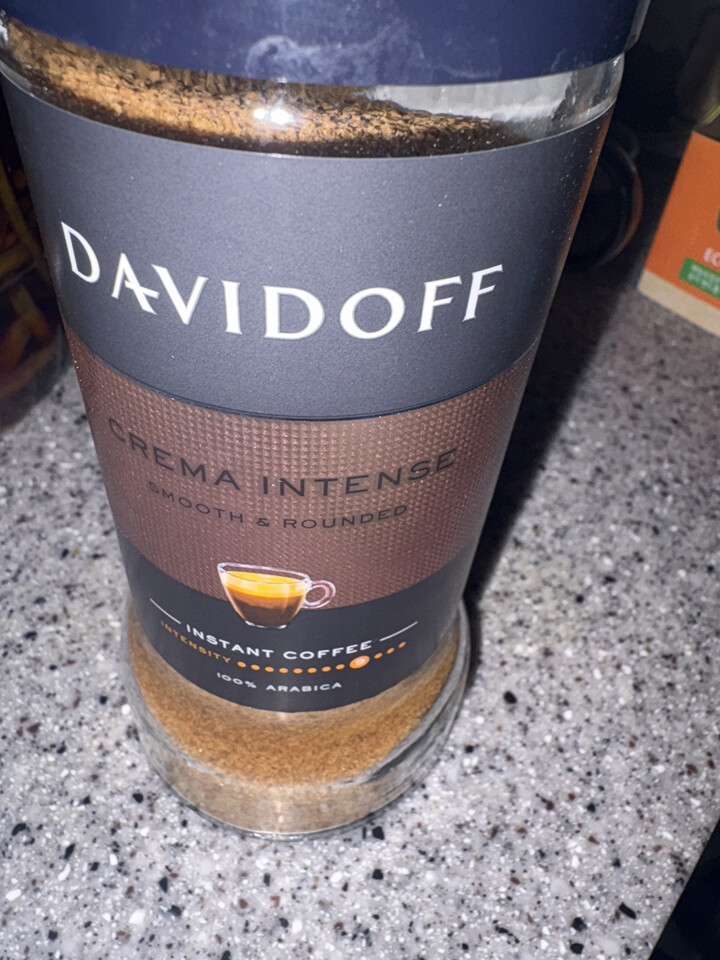 DAVIDOFF
CREMA INTENSE
SMOOTH & ROUNDED
INSTANT COFFEE
INTENSITY
100% ARABICA